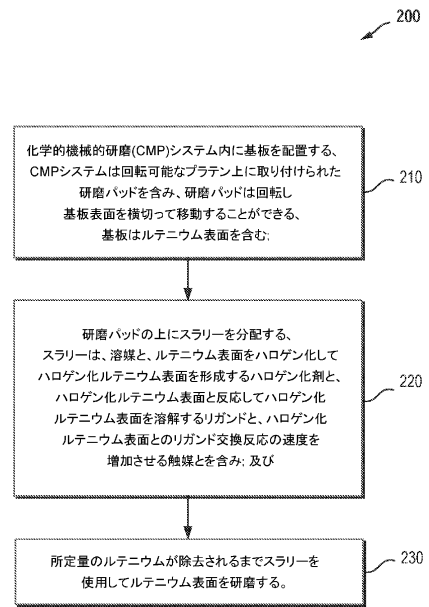 200
化学的機械的研磨(CMP)システム内に基板を配置する、
CMPシステムは回転可能なプラテン上に取り付けられた
研磨パッドを含み、研磨パッドは回転し
基板表面を横切って移動することができる、
基板はルテニウム表面を含む;
210
研磨パッドの上にスラリーを分配する、
スラリーは、溶媒と、ルテニウム表面をハロゲン化して
ハロゲン化ルテニウム表面を形成するハロゲン化剤と、
ハロゲン化ルテニウム表面と反応してハロゲン化
ルテニウム表面を溶解するリガンドと、ハロゲン化
ルテニウム表面とのリガンド交換反応の速度を
増加させる触媒とを含み; 及び
220
所定量のルテニウムが除去されるまでスラリーを
使用してルテニウム表面を研磨する。
230